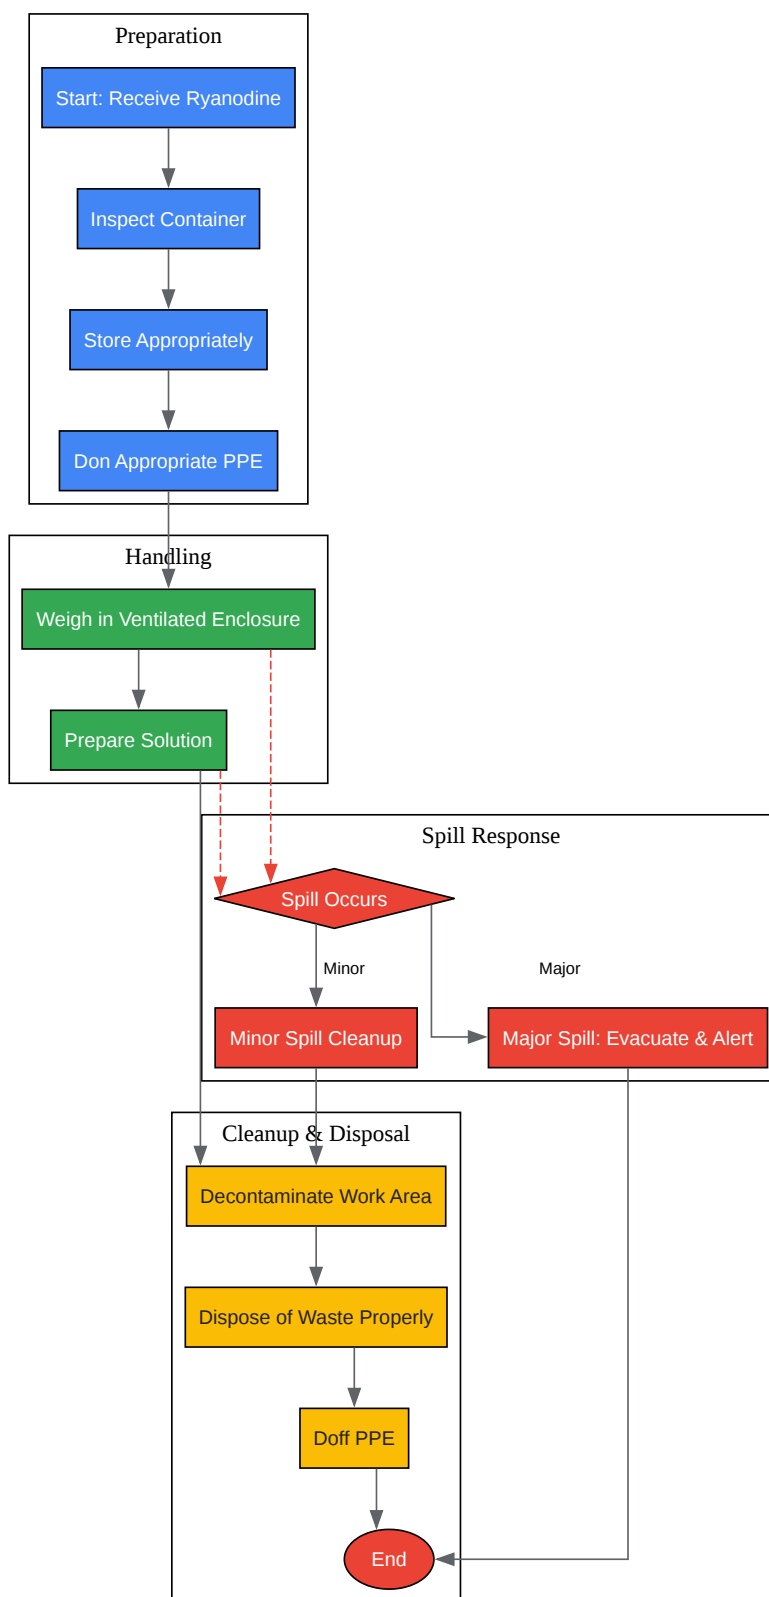 Preparation
Start: Receive Ryanodine
Inspect Container
Store Appropriately
Don Appropriate PPE
Handling
Weigh in Ventilated Enclosure
Prepare Solution
Spill Response
Spill Occurs
Minor
Major
Minor Spill Cleanup
Major Spill: Evacuate & Alert
Cleanup & Disposal
Decontaminate Work Area
Dispose of Waste Properly
Doff PPE
End